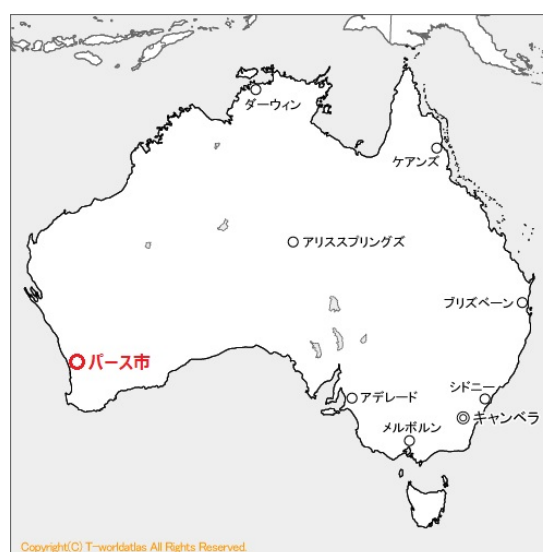 ダーウィン
ケアンズ
アリススプリングズ
ブリズベーン
パース市
アデレード
シドニー
キャンベラ
メルボルン
Copyright(C) T-worldatlas All Rights Reserved.